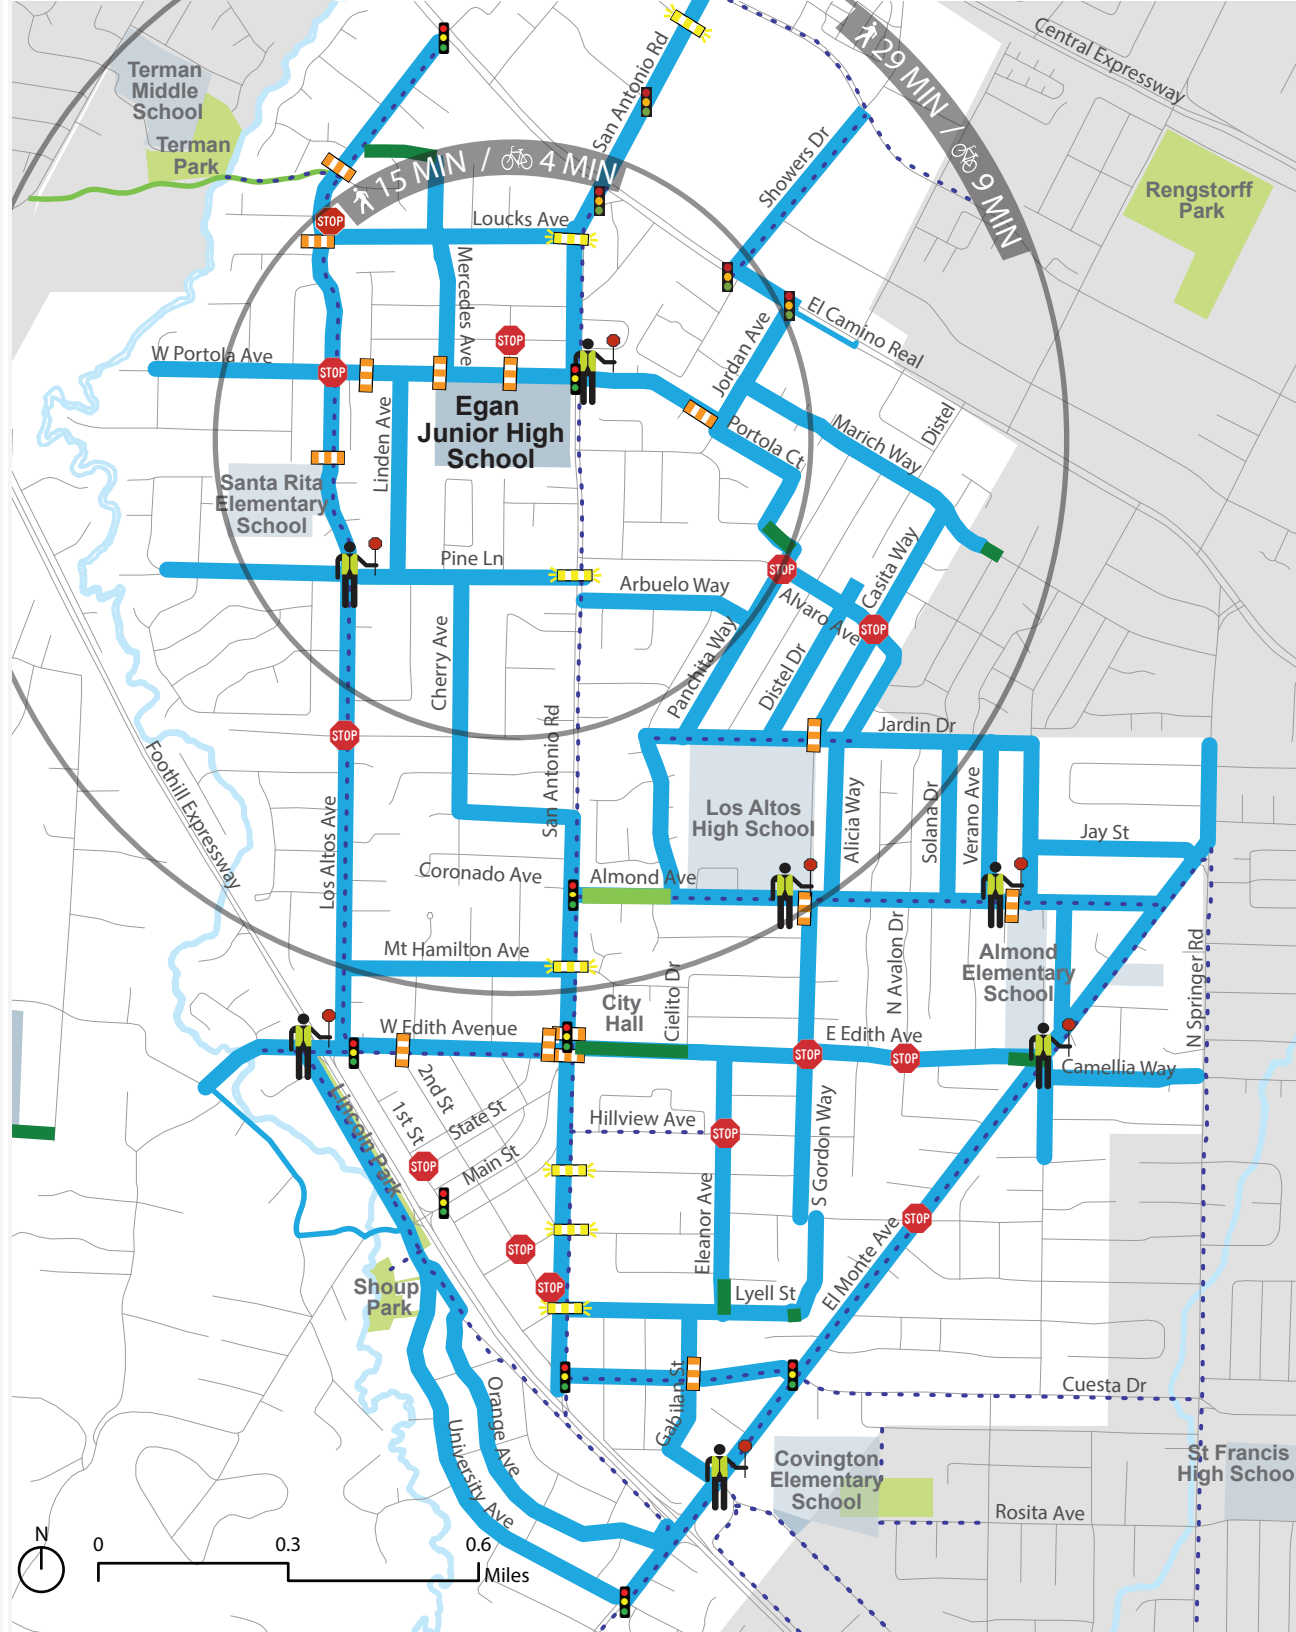 Central Expressway
29 MIN / 9 MIN
Terman
Middle
School
Terman
Park
San Antonio Rd
Showers Dr
Rengstorff
Park
15 MIN / 4 MIN
STOP
Loucks Ave
Mercedes Ave
El Camino Real
Jordan Ave
STOP
W Portola Ave
STOP
Egan
Junior High
School
Linden Ave
Distel
Marich Way
Portola Ct
Santa Rita
Elementary
School
Pine Ln
Arbuelo Way
STOP
Casita Way
Alvaro Ave
STOP
Cherry Ave
Panchita Way
Distel Dr
STOP
Jardin Dr
San Antonio Rd
Foothill Expressway
Los Altos Ave
Los Altos
High School
Alicia Way
Solana Dr
Verano Ave
Jay St
Coronado Ave
Almond Ave
Mt Hamilton Ave
Cielito Dr
N Avalon Dr
Almond
Elementary
School
N Springer Rd
City
Hall
W Edith Avenue
E Edith Ave
STOP
STOP
Camellia Way
Lincoln Park
2nd St
1st St
State St
Main St
STOP
Hillview Ave
STOP
S Gordon Way
Eleanor Ave
STOP
El Monte Ave
STOP
STOP
Shoup
Park
Lyell St
Gabilan St
Cuesta Dr
Orange Ave
University Ave
Covington
Elementary
School
St Francis
High Schoo
Rosita Ave
N
0
0.3
0.6
Miles